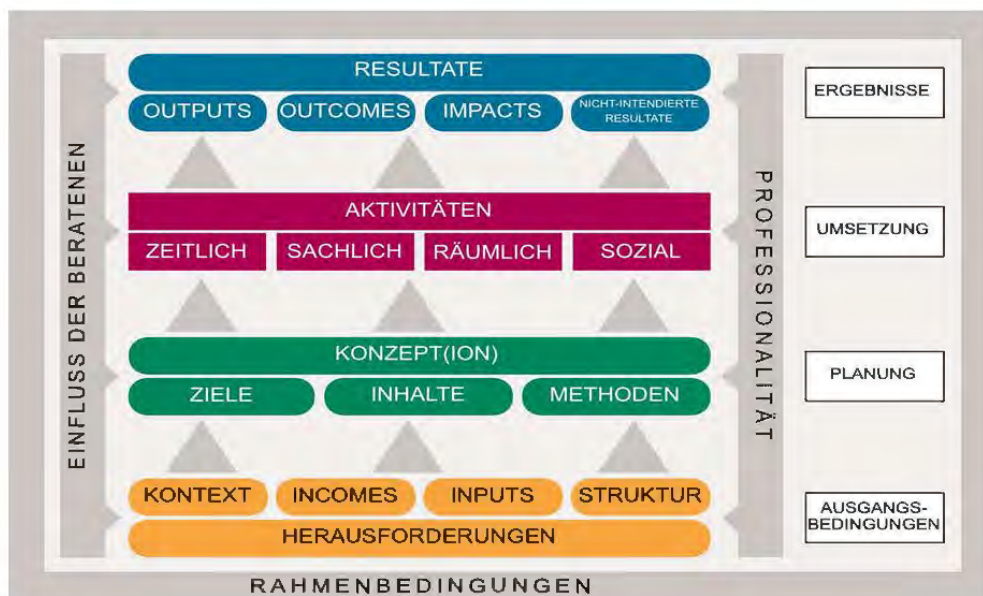 RESULTATE
OUTPUTS
OUTCOMES
IMPACTS
NICHT-INTENDIERTE
RESULTATE
ERGEBNISSE
AKTIVITÄTEN
ZEITLICH
SACHLICH
RÄUMLICH
SOZIAL
UMSETZUNG
KONZEPT(ION)
ZIELE
INHALTE
METHODEN
PLANUNG
KONTEXT
INCOMES
INPUTS
STRUKTUR
HERAUSFORDERUNGEN
AUSGANGS-
BEDINGUNGEN
EINFLUSS DER BERATENEN
PROFESSIONALITÄT
RAHMENBEDINGUNGEN